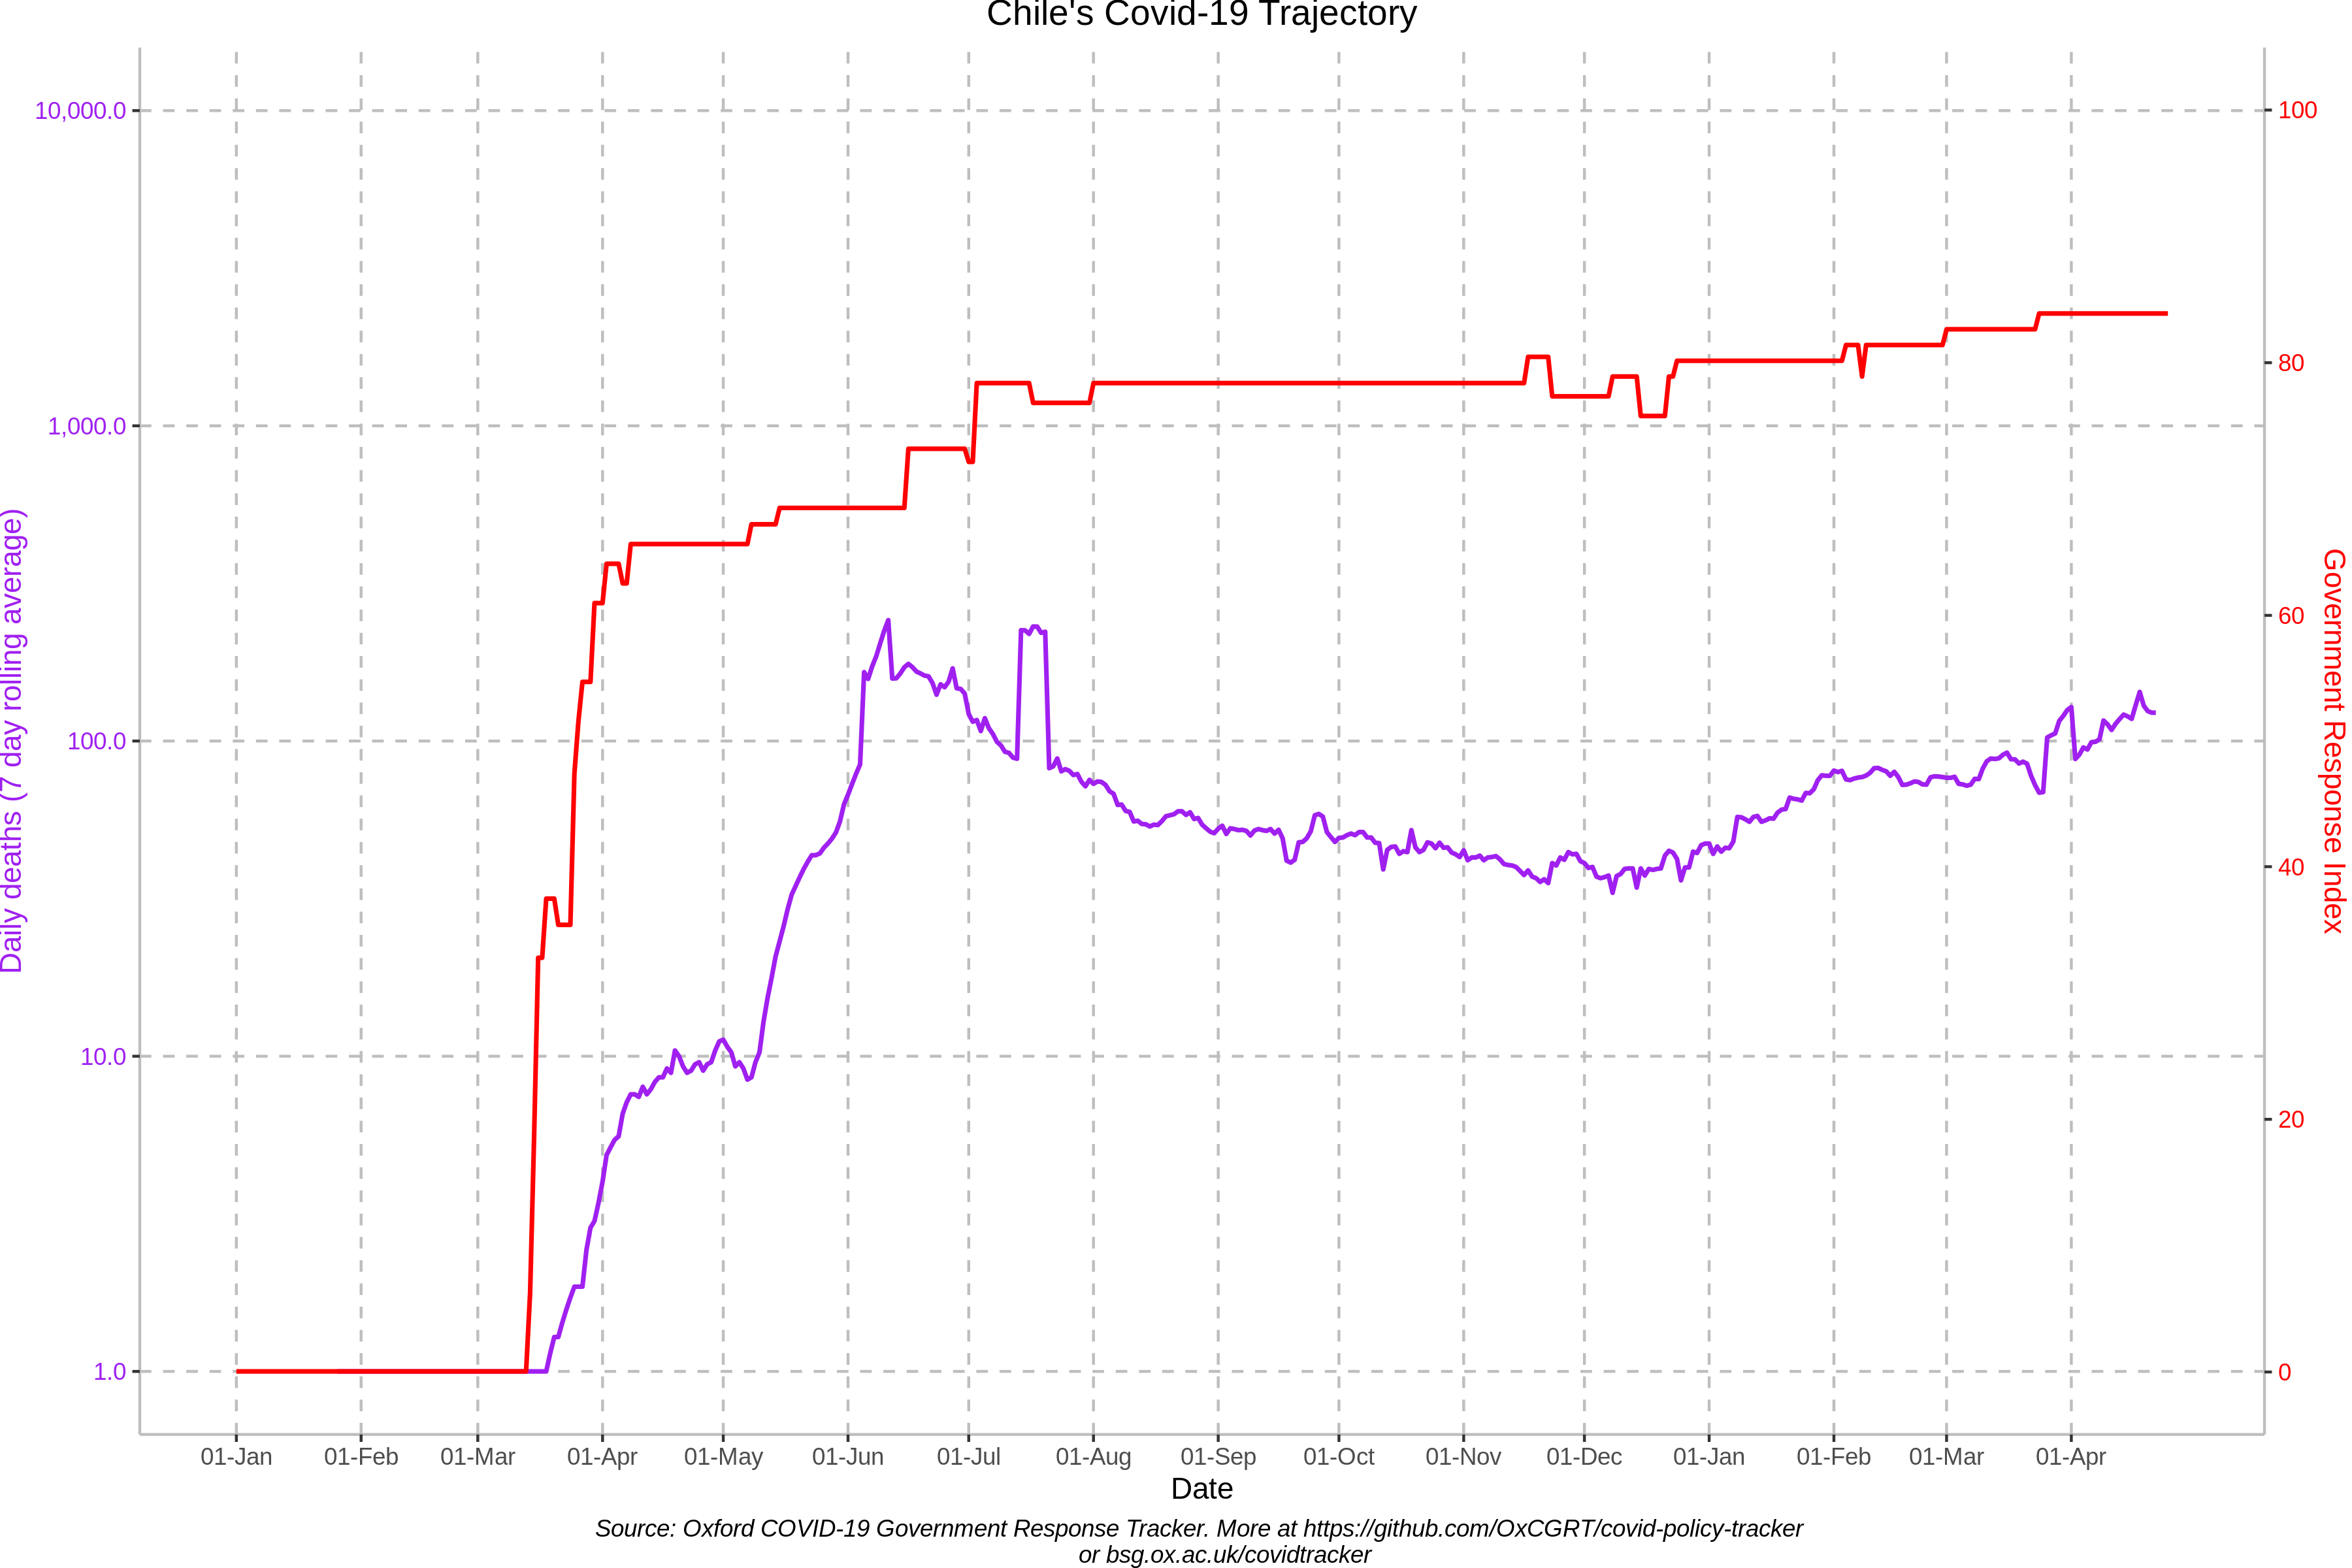 Chile's Covid-19 Trajectory
10,000.0
1,000.0
100.0
10.0
1.0
Daily deaths (7 day rolling average)
100
80
60
40
20
0
Government Response Index
01-Jan 01-Feb 01-Mar 01-Apr 01-May 01-Jun 01-Jul 01-Aug 01-Sep 01-Oct 01-Nov 01-Dec 01-Jan 01-Feb 01-Mar 01-Apr
Date
Source: Oxford COVID-19 Government Response Tracker. More at https://github.com/OxCGRT/covid-policy-tracker
or bsg.ox.ac.uk/covidtracker